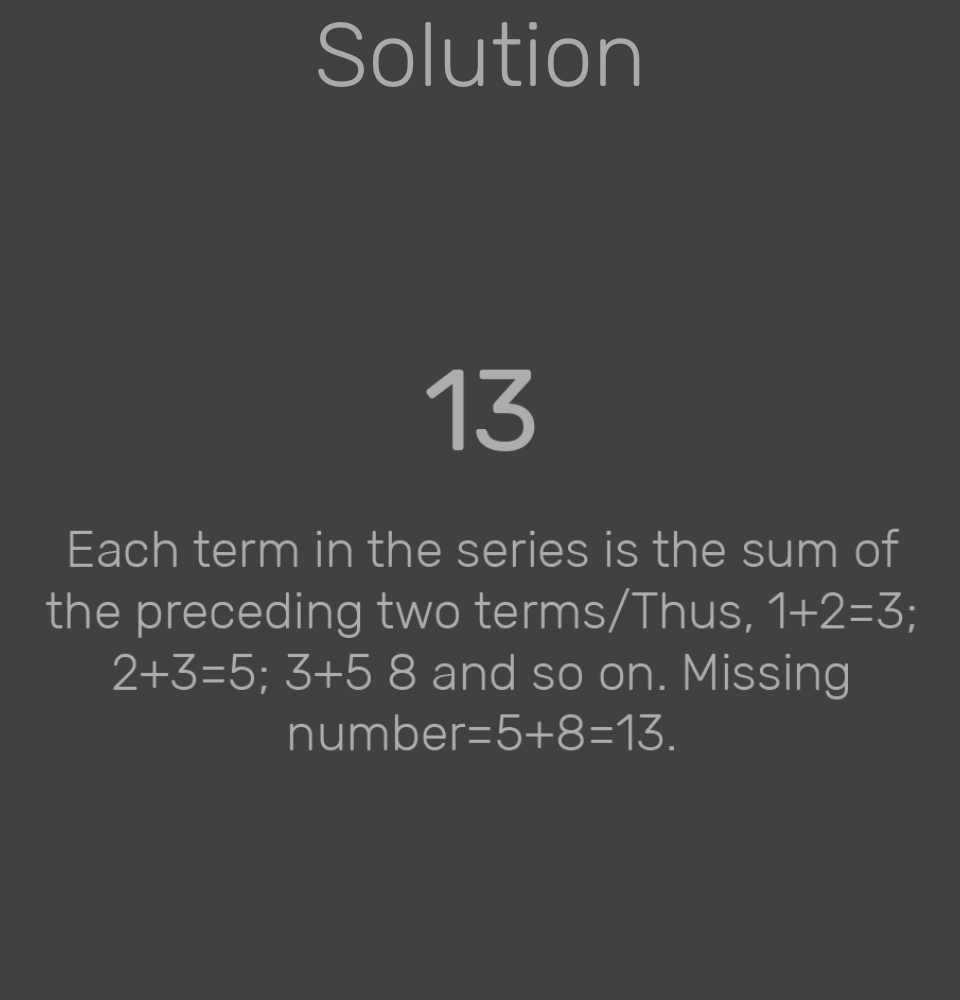 Solution
13
Each term in the series is the sum of
the preceding two terms/Thus, 1+2=3;
2+3=5; 3+5 8 and so on. Missing
number=5+8=13.